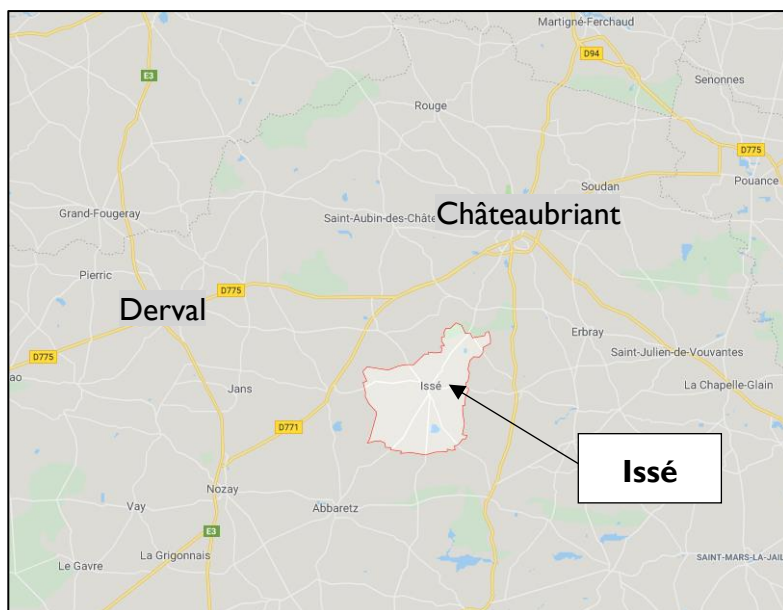 Martigné-Ferchaud
E3
D94
Senonnes
Rouge
D775
Soudan
Pouance
Grand-Fougeray
Saint-Aubin-des-Châte
Châteaubriant
Pierric
D775
Derval
Erbray
Saint-Julien-de-Vouvantes
D775
ao
Jans
Issé
La Chapelle-Glain
D771
Issé
Nozay
Vay
Abbaretz
E3
La Grigonnais
Le Gavre
SAINT-MARS-LA-JAIL